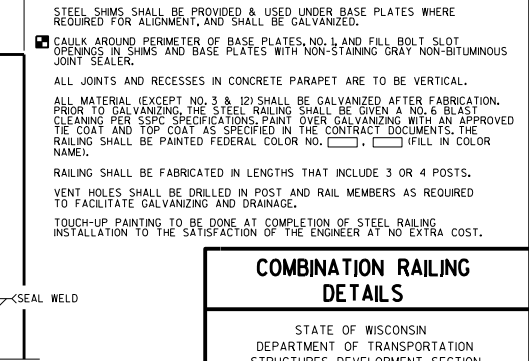 STEEL SHIMS SHALL BE PROVIDED & USED UNDER BASE PLATES WHERE
REQUIRED FOR ALIGNMENT, AND SHALL BE GALVANIZED.
CAULK AROUND PERIMETER OF BASE PLATES, NO. 1, AND FILL BOLT SLOT
OPENINGS IN SHIMS AND BASE PLATES WITH NON-STAINING GRAY NON-BITUMINOUS
JOINT SEALER.
ALL JOINTS AND RECESSES IN CONCRETE PARAPET ARE TO BE VERTICAL.
ALL MATERIAL (EXCEPT NO. 3 & 12) SHALL BE GALVANIZED AFTER FABRICATION.
PRIOR TO GALVANIZING, THE STEEL RAILING SHALL BE GIVEN A NO. 6 BLAST
CLEANING PER SSPC SPECIFICATIONS. PAINT OVER GALVANIZING WITH AN APPROVED
TIE COAT AND TOP COAT AS SPECIFIED IN THE CONTRACT DOCUMENTS. THE
RAILING SHALL BE PAINTED FEDERAL COLOR NO. , (FILL IN COLOR
NAME).
RAILING SHALL BE FABRICATED IN LENGTHS THAT INCLUDE 3 OR 4 POSTS.
VENT HOLES SHALL BE DRILLED IN POST AND RAIL MEMBERS AS REQUIRED
TO FACILITATE GALVANIZING AND DRAINAGE.
TOUCH-UP PAINTING TO BE DONE AT COMPLETION OF STEEL RAILING
INSTALLATION TO THE SATISFACTION OF THE ENGINEER AT NO EXTRA COST.
SEAL WELD
COMBINATION RAILING
DETAILS
STATE OF WISCONSIN
DEPARTMENT OF TRANSPORTATION
STRUCTURES DEVELOPMENT SECTION